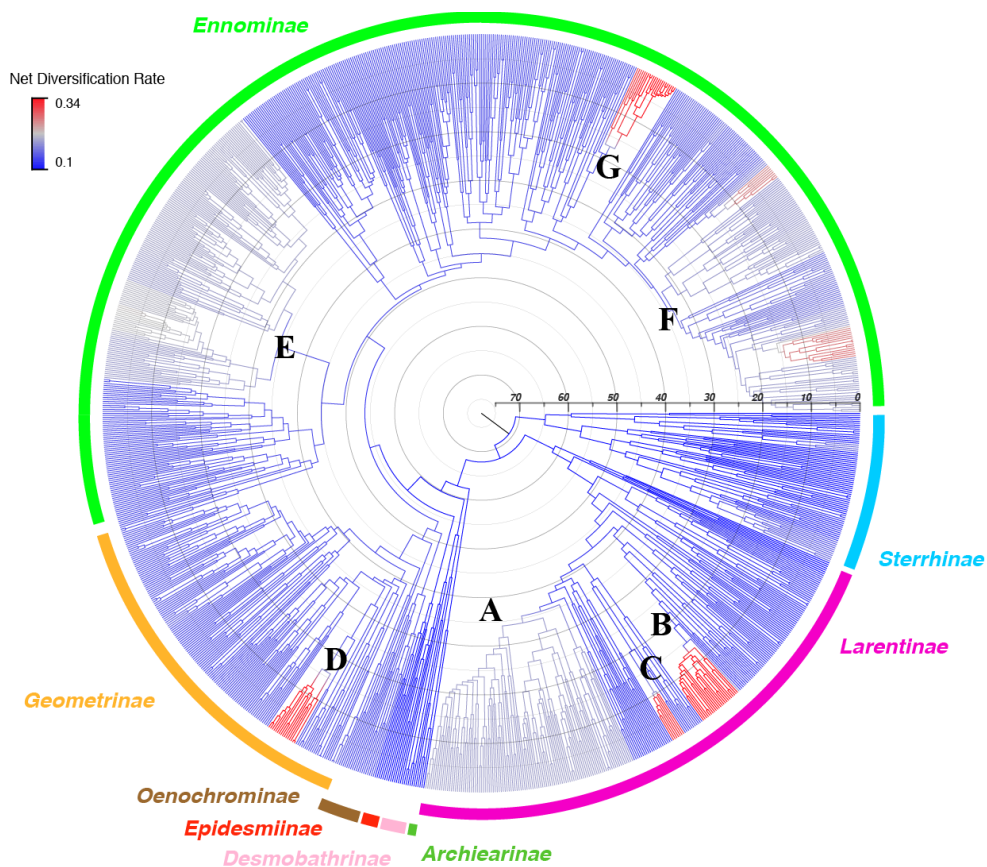 Ennominae
Net Diversification Rate
0.34
0.1
G
F
E
70 60 50 40 30 20 10 0
Sterrhinae
A
B
Larentinae
C
D
Geometrinae
Oenochrominae
Epidesmiinae
Desmobathrinae
Archiearinae